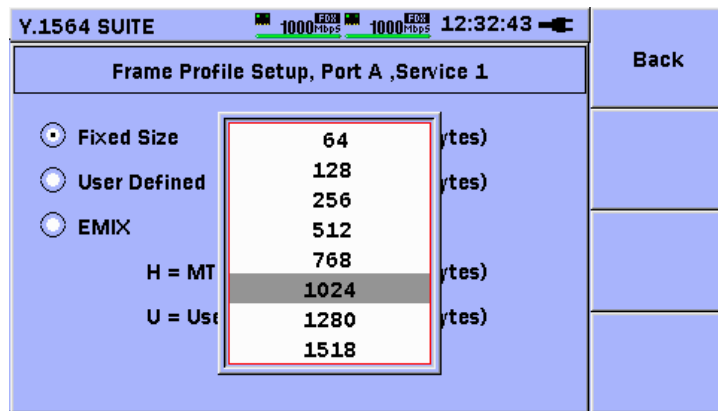 Y.1564 SUITE 1000 FDX Mbps 1000 FDX Mbps 12:32:43
Back
Frame Profile Setup, Port A ,Service 1
Fixed Size ytes)
User Defined ytes)
EMIX
H = MT ytes)
U = Use ytes)
64
128
256
512
768
1024
1280
1518